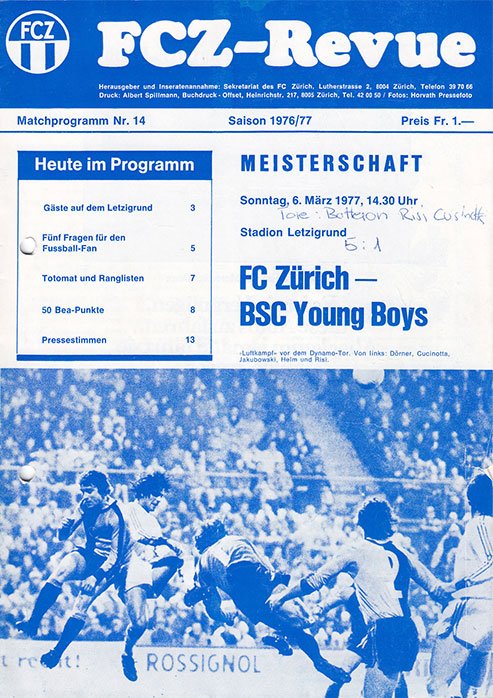 FCZ
FCZ-Revue
Herausgeber und Inseratenannahme: Sekretariat des FC Zürich, Lutherstrasse 2, 8004 Zürich, Telefon 39 70 66
Druck: Albert Spillmann, Buchdruck - Offset, Heinrichstr. 217, 8005 Zürich, Tel. 42 00 50 / Fotos: Horvath Pressefoto
Matchprogramm Nr. 14 Saison 1976/77 Preis Fr. 1.—
Heute im Programm
Gäste auf dem Letzigrund 3
Fünf Fragen für den
Fussball-Fan 5
Totomat und Ranglisten 7
50 Bea-Punkte 8
Pressestimmen 13
MEISTERSCHAFT
Sonntag, 6. März 1977, 14.30 Uhr
Tore: Botteron Risi Cucinotta
Stadion Letzigrund
5:1
FC Zürich —
BSC Young Boys
«Luftkampf» vor dem Dynamo-Tor. Von links: Dörner, Cucinotta,
Jakubowski, Helm und Risi.
t recht!
ROSSIGNOL